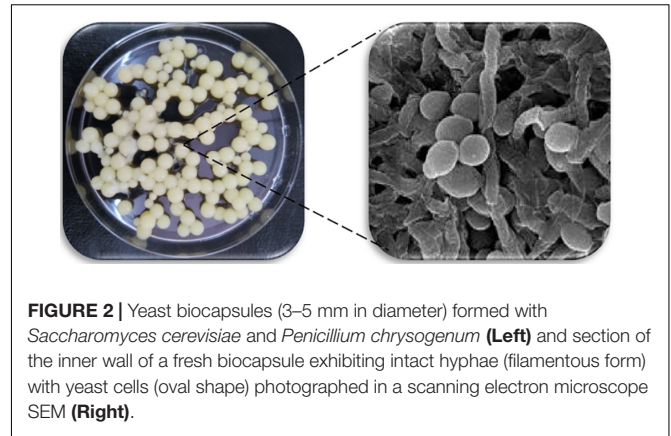 FIGURE 2 | Yeast biocapsules (3–5 mm in diameter) formed with
Saccharomyces cerevisiae and Penicillium chrysogenum (Left) and section of
the inner wall of a fresh biocapsule exhibiting intact hyphae (filamentous form)
with yeast cells (oval shape) photographed in a scanning electron microscope
SEM (Right).